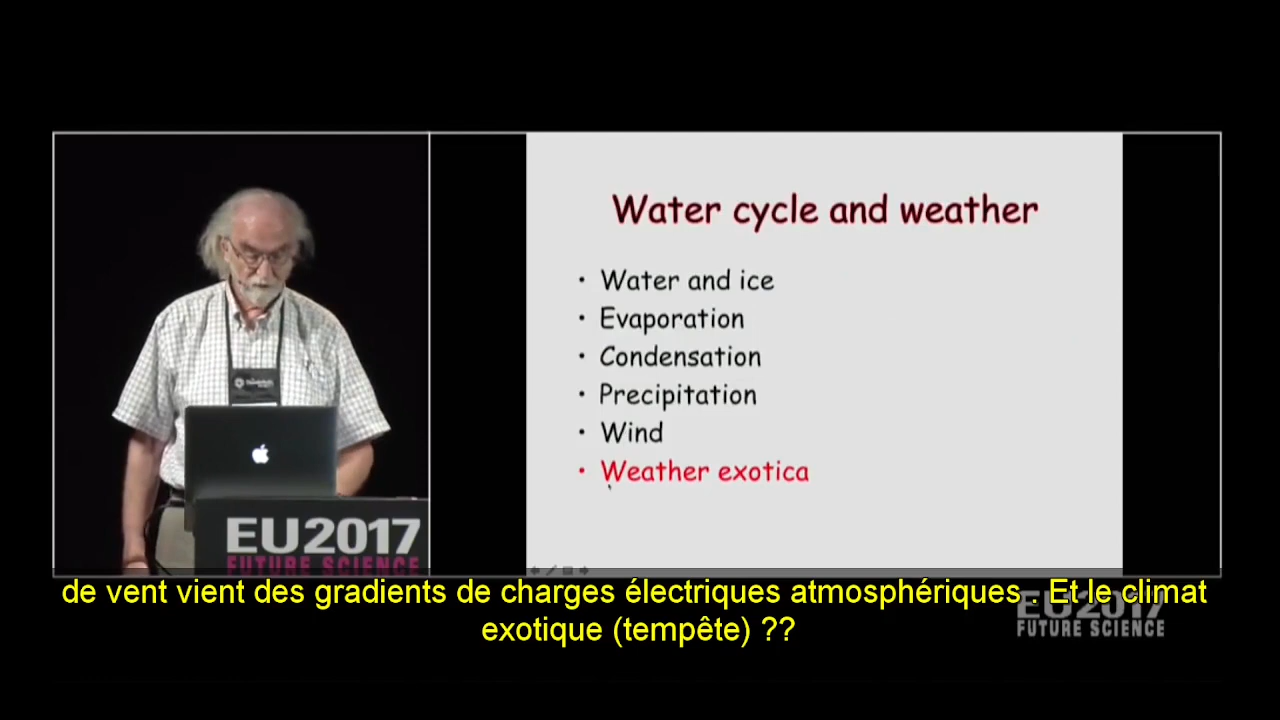 Water cycle and weather
• Water and ice
• Evaporation
• Condensation
• Precipitation
• Wind
• Weather exotica
EU2017
FUTURE SCIENCE
de vent vient des gradients de charges électriques atmosphériques . Et le climat
exotique (tempête) ??
EU2017
FUTURE SCIENCE